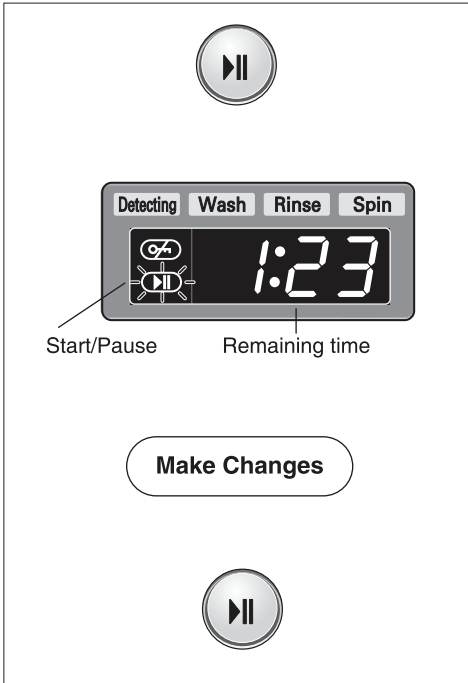 Detecting Wash Rinse Spin
1:23
Start/Pause Remaining time
Make Changes